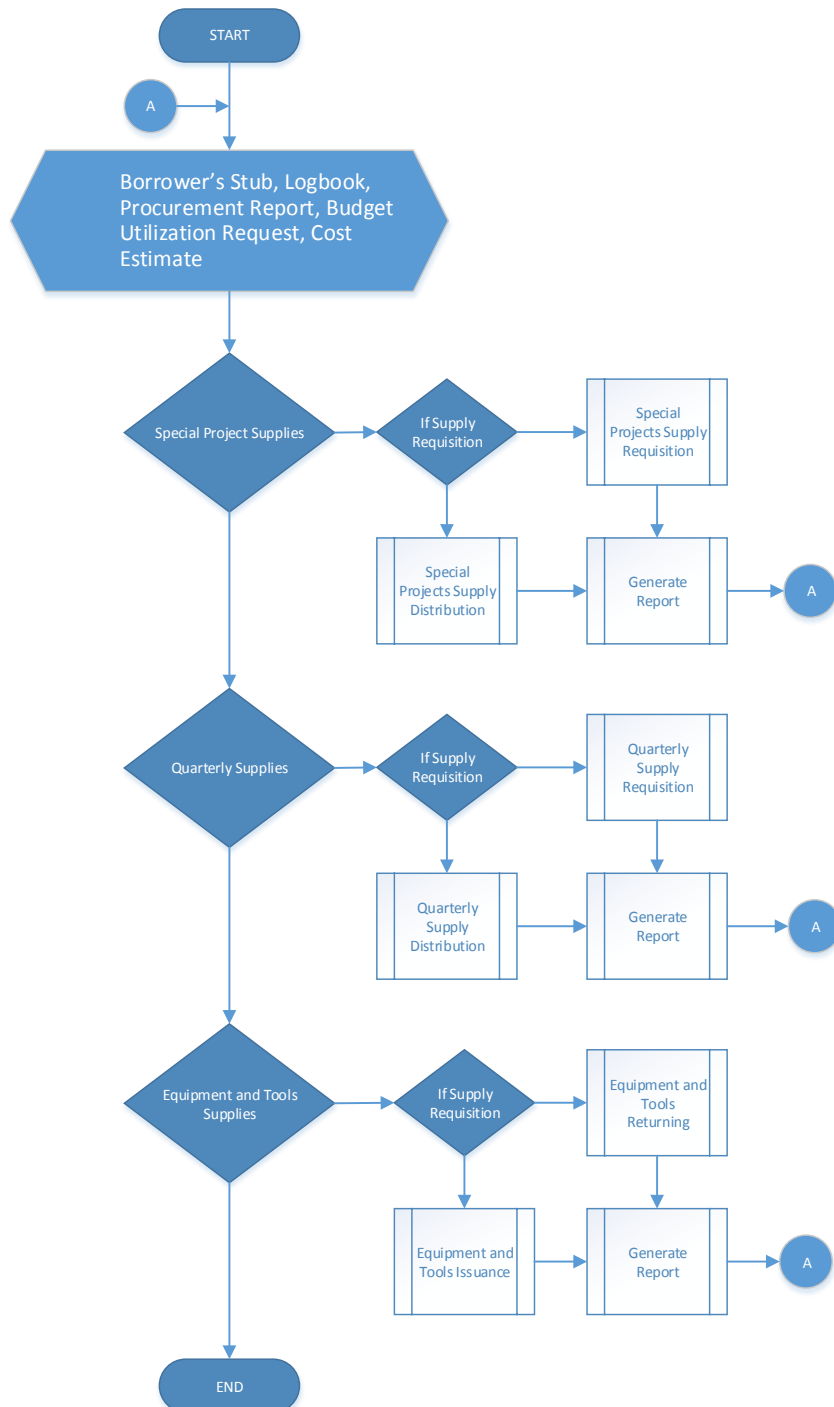 START
A
Borrower’s Stub, Logbook,
Procurement Report, Budget
Utilization Request, Cost
Estimate
Special Project Supplies
If Supply
Requisition
Special
Projects Supply
Requisition
Special
Projects Supply
Distribution
Generate
Report
A
Quarterly Supplies
If Supply
Requisition
Quarterly
Supply
Requisition
Quarterly
Supply
Distribution
Generate
Report
A
Equipment and Tools
Supplies
If Supply
Requisition
Equipment and
Tools
Returning
Equipment and
Tools Issuance
Generate
Report
A
END